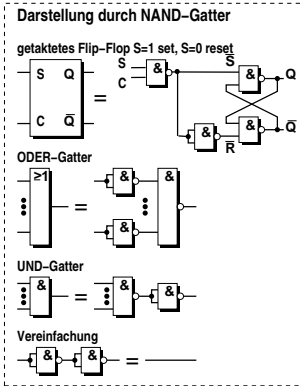 Darstellung durch NAND-Gatter
getaktetes Flip-Flop S=1 set, S=0 reset
S Q
C Q̅
=
S
C
&
S̅
&
Q
&
R̅
&
Q̅
ODER-Gatter
≥1
=
&
&
&
UND-Gatter
&
=
&
&
Vereinfachung
&
&
=